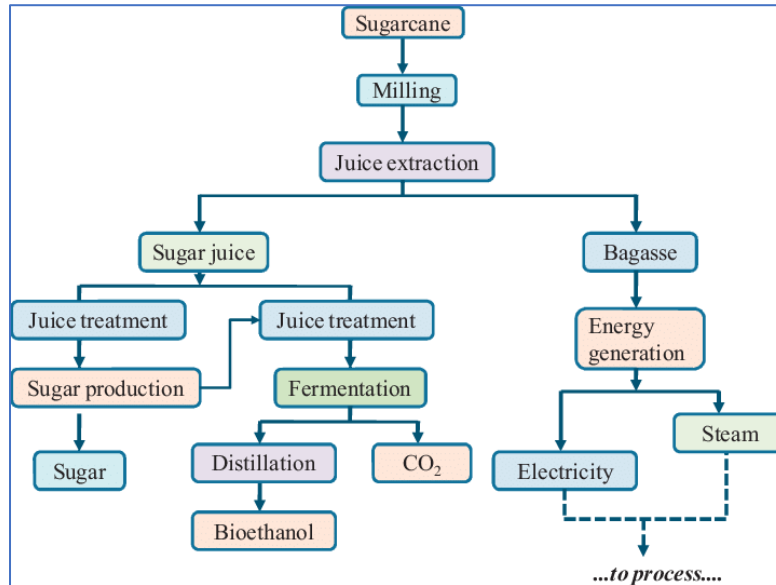 Sugarcane
Milling
Juice extraction
Sugar juice
Bagasse
Juice treatment
Juice treatment
Energy
generation
Sugar production
Fermentation
Steam
Distillation
CO₂
Sugar
Electricity
Bioethanol
...to process....